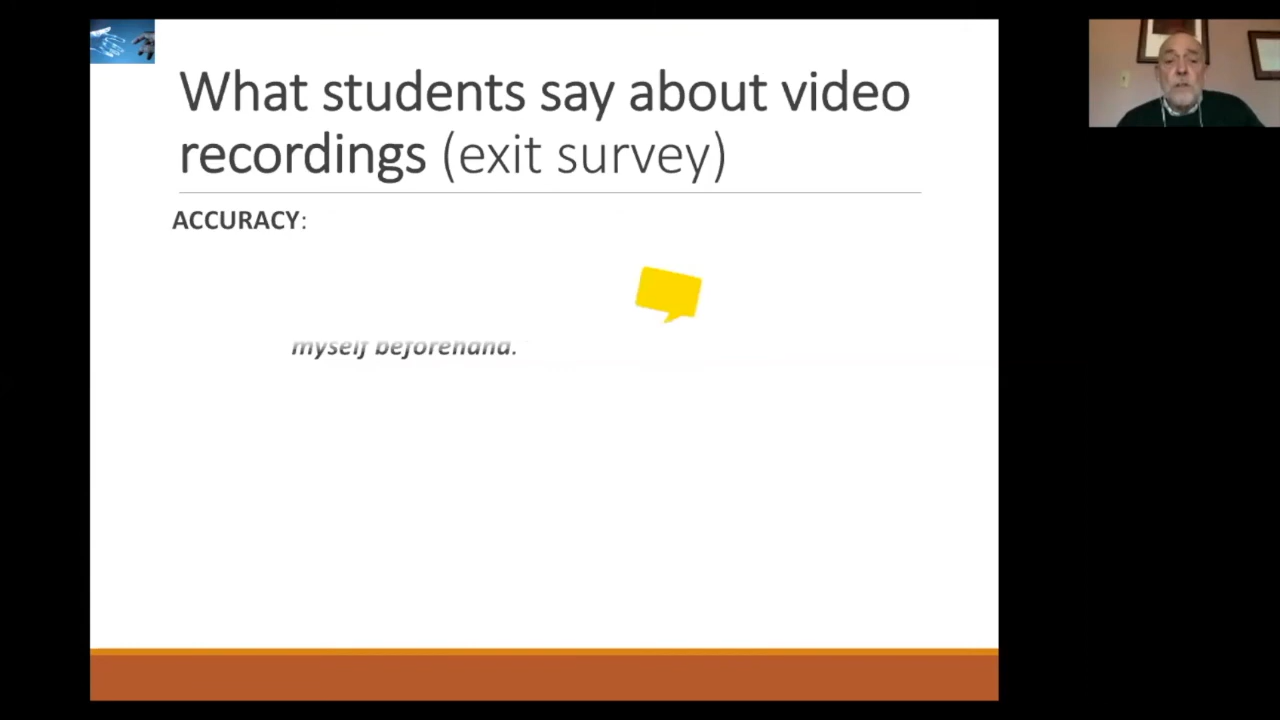 What students say about video
recordings (exit survey)
ACCURACY:
myself beforehand.